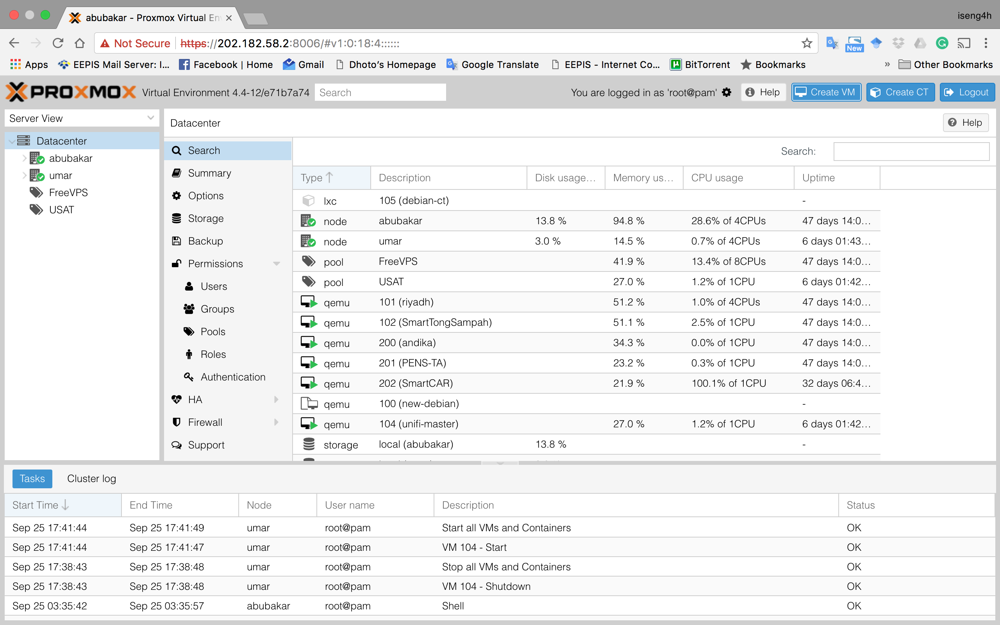 abubakar - Proxmox Virtual En
iseng4h
Not Secure https://202.182.58.2:8006/#v1:0:18:4::::::
New
Apps EEPIS Mail Server: I... Facebook | Home Gmail Dhoto's Homepage Google Translate EEPIS - Internet Co... BitTorrent Bookmarks » Other Bookmarks
PROXMOX Virtual Environment 4.4-12/e71b7a74 Search You are logged in as 'root@pam' Help Create VM Create CT Logout
Server View
Datacenter
abubakar
umar
FreeVPS
USAT
Datacenter Help
Search
Summary
Options
Storage
Backup
Permissions
Users
Groups
Pools
Roles
Authentication
HA
Firewall
Support
Search:
Type Description Disk usage... Memory us... CPU usage Uptime
lxc 105 (debian-ct) -
node abubakar 13.8 % 94.8 % 28.6% of 4CPUs 47 days 14:0...
node umar 3.0 % 14.5 % 0.7% of 4CPUs 6 days 01:43...
pool FreeVPS 41.9 % 13.4% of 8CPUs 47 days 14:0...
pool USAT 27.0 % 1.2% of 1CPU 6 days 01:42...
qemu 101 (riyadh) 51.2 % 1.0% of 4CPUs 47 days 14:0...
qemu 102 (SmartTongSampah) 51.1 % 2.5% of 1CPU 47 days 14:0...
qemu 200 (andika) 34.3 % 0.0% of 1CPU 47 days 14:0...
qemu 201 (PENS-TA) 23.2 % 0.3% of 1CPU 47 days 14:0...
qemu 202 (SmartCAR) 21.9 % 100.1% of 1CPU 32 days 06:4...
qemu 100 (new-debian) -
qemu 104 (unifi-master) 27.0 % 1.2% of 1CPU 6 days 01:42...
storage local (abubakar) 13.8 % -
Tasks Cluster log
Start Time End Time Node User name Description Status
Sep 25 17:41:44 Sep 25 17:41:49 umar root@pam Start all VMs and Containers OK
Sep 25 17:41:44 Sep 25 17:41:47 umar root@pam VM 104 - Start OK
Sep 25 17:38:43 Sep 25 17:38:48 umar root@pam Stop all VMs and Containers OK
Sep 25 17:38:43 Sep 25 17:38:48 umar root@pam VM 104 - Shutdown OK
Sep 25 03:35:42 Sep 25 03:35:57 abubakar root@pam Shell OK